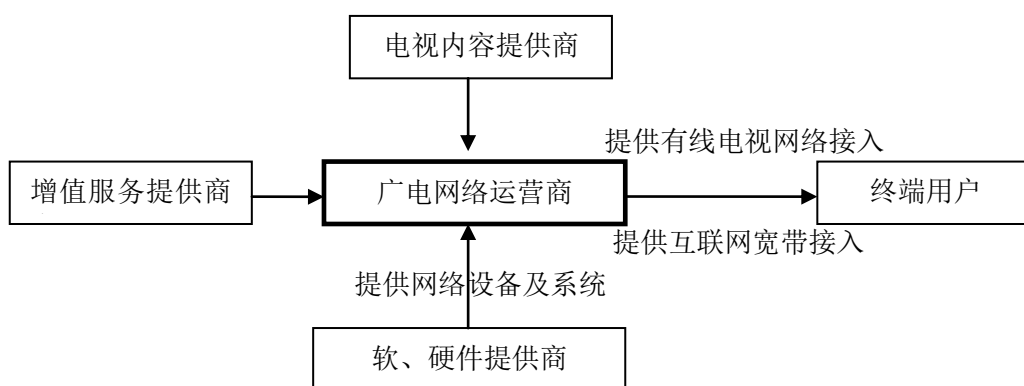 电视内容提供商
提供有线电视网络接入
增值服务提供商
广电网络运营商
终端用户
提供互联网宽带接入
提供网络设备及系统
软、硬件提供商